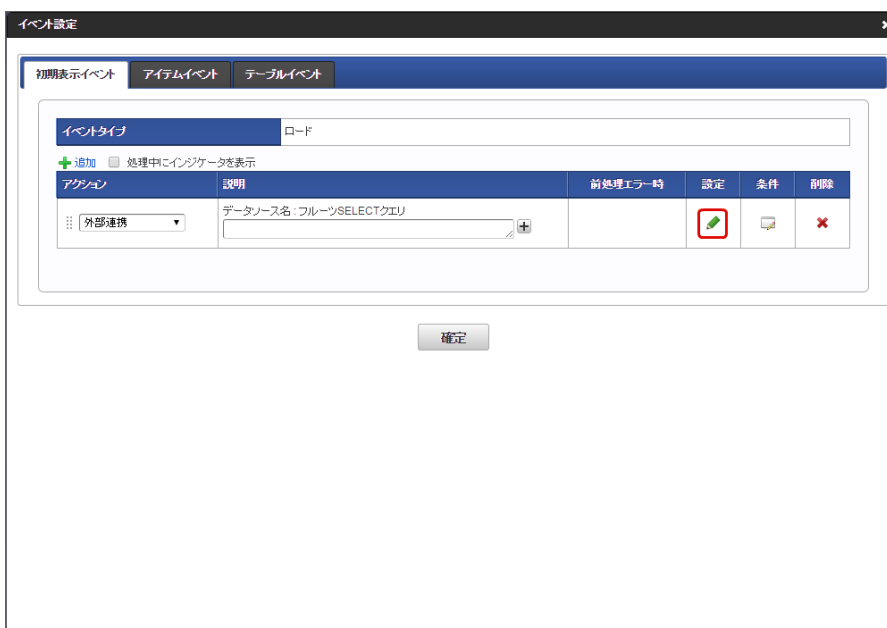 イベント設定
初期表示イベント アイテムイベント テーブルイベント
イベントタイプ ロード
追加 処理中にインジケータを表示
アクション 説明 前処理エラー時 設定 条件 削除
データソース名 : フルーツSELECTクエリ
外部連携
確定